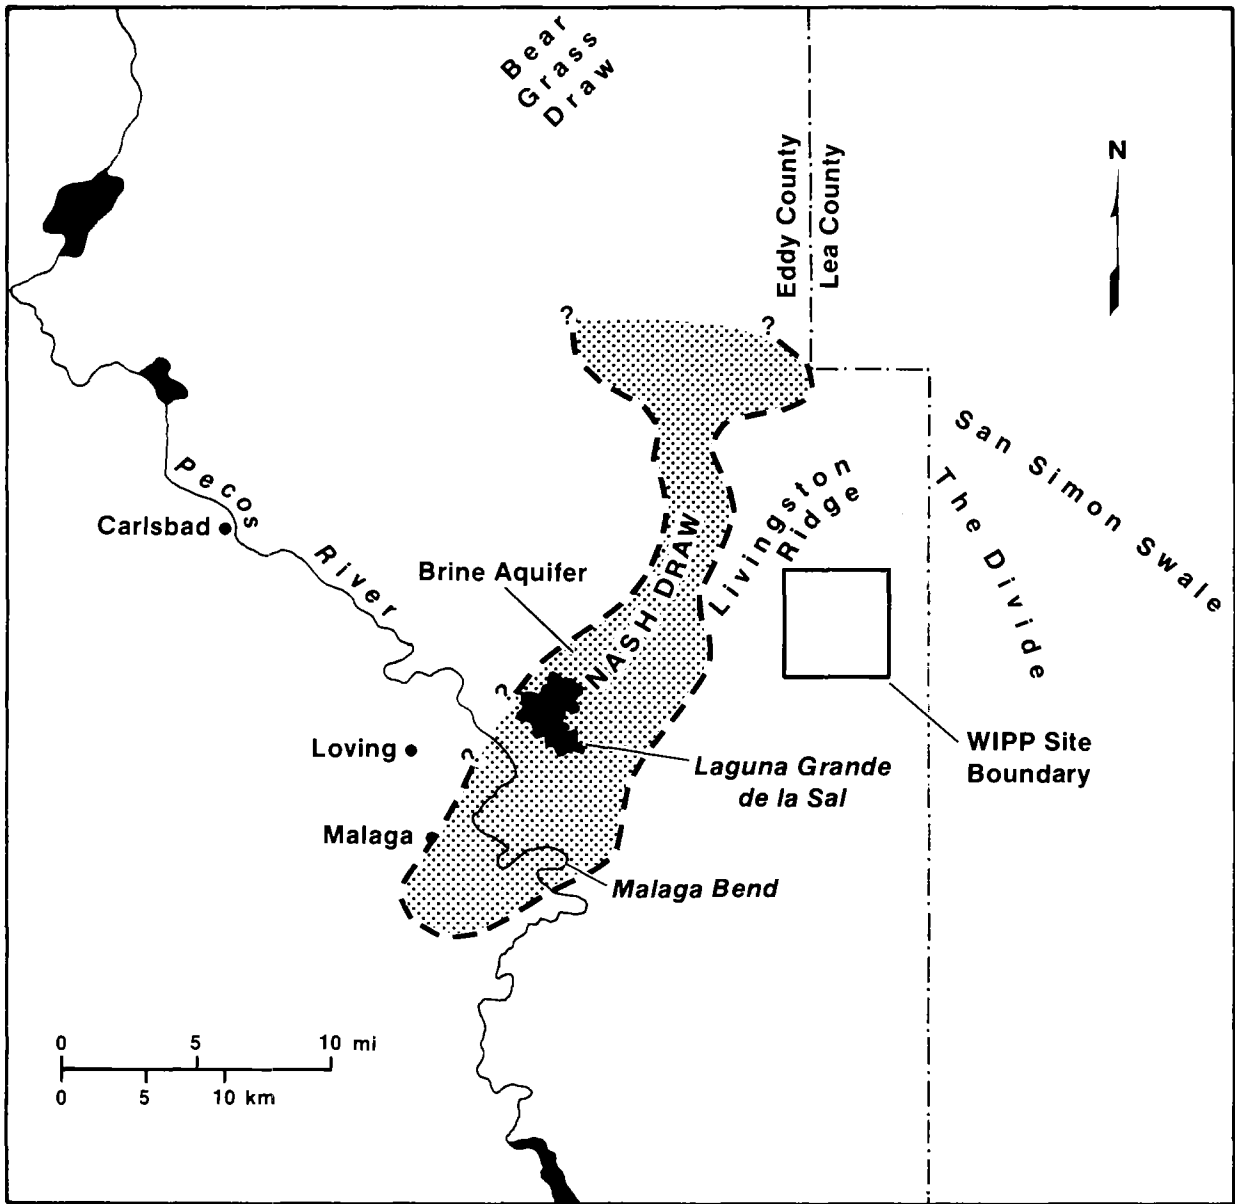 Bear
Grass
Draw
Eddy County
Lea County
N
?
?
San Simon Swale
The Divide
Livingston
Ridge
Pecos
River
Carlsbad
Brine Aquifer
NASH DRAW
?
?
Loving
Laguna Grande
de la Sal
WIPP Site
Boundary
Malaga
Malaga Bend
0 5 10 mi
0 5 10 km